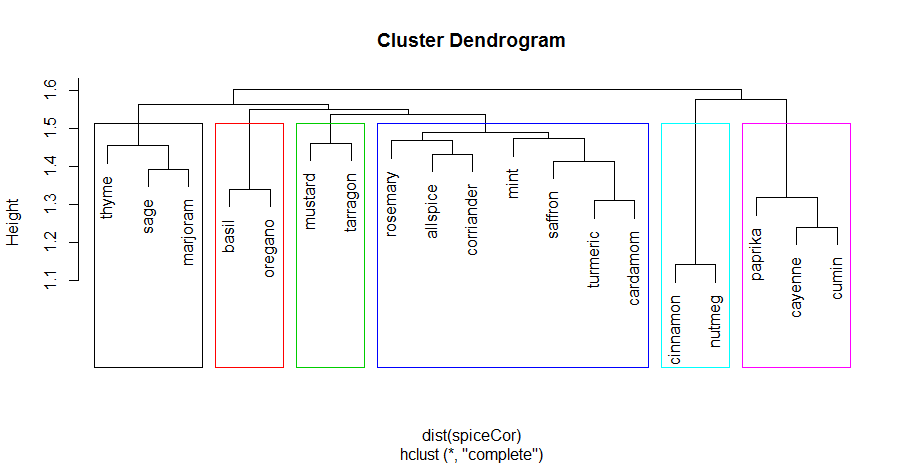 Cluster Dendrogram
Height
1.1 1.2 1.3 1.4 1.5 1.6
thyme
sage
marjoram
basil
oregano
mustard
tarragon
rosemary
allspice
corriander
mint
saffron
turmeric
cardamom
cinnamon
nutmeg
paprika
cayenne
cumin
dist(spiceCor)
hclust (*, "complete")